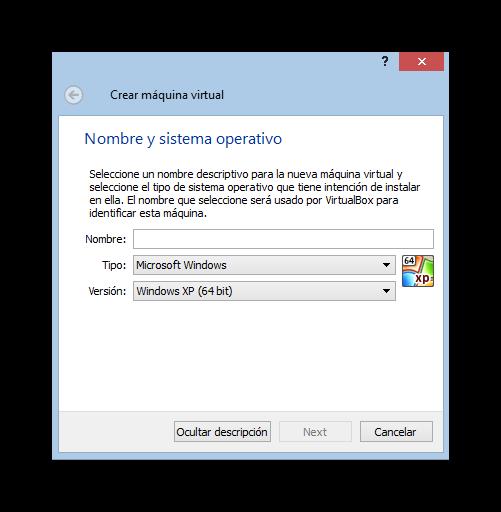 ?
Crear máquina virtual
Nombre y sistema operativo
Seleccione un nombre descriptivo para la nueva máquina virtual y
seleccione el tipo de sistema operativo que tiene intención de instalar
en ella. El nombre que seleccione será usado por VirtualBox para
identificar esta máquina.
Nombre:
Tipo: Microsoft Windows
64
xp
Versión: Windows XP (64 bit)
Ocultar descripción Next Cancelar